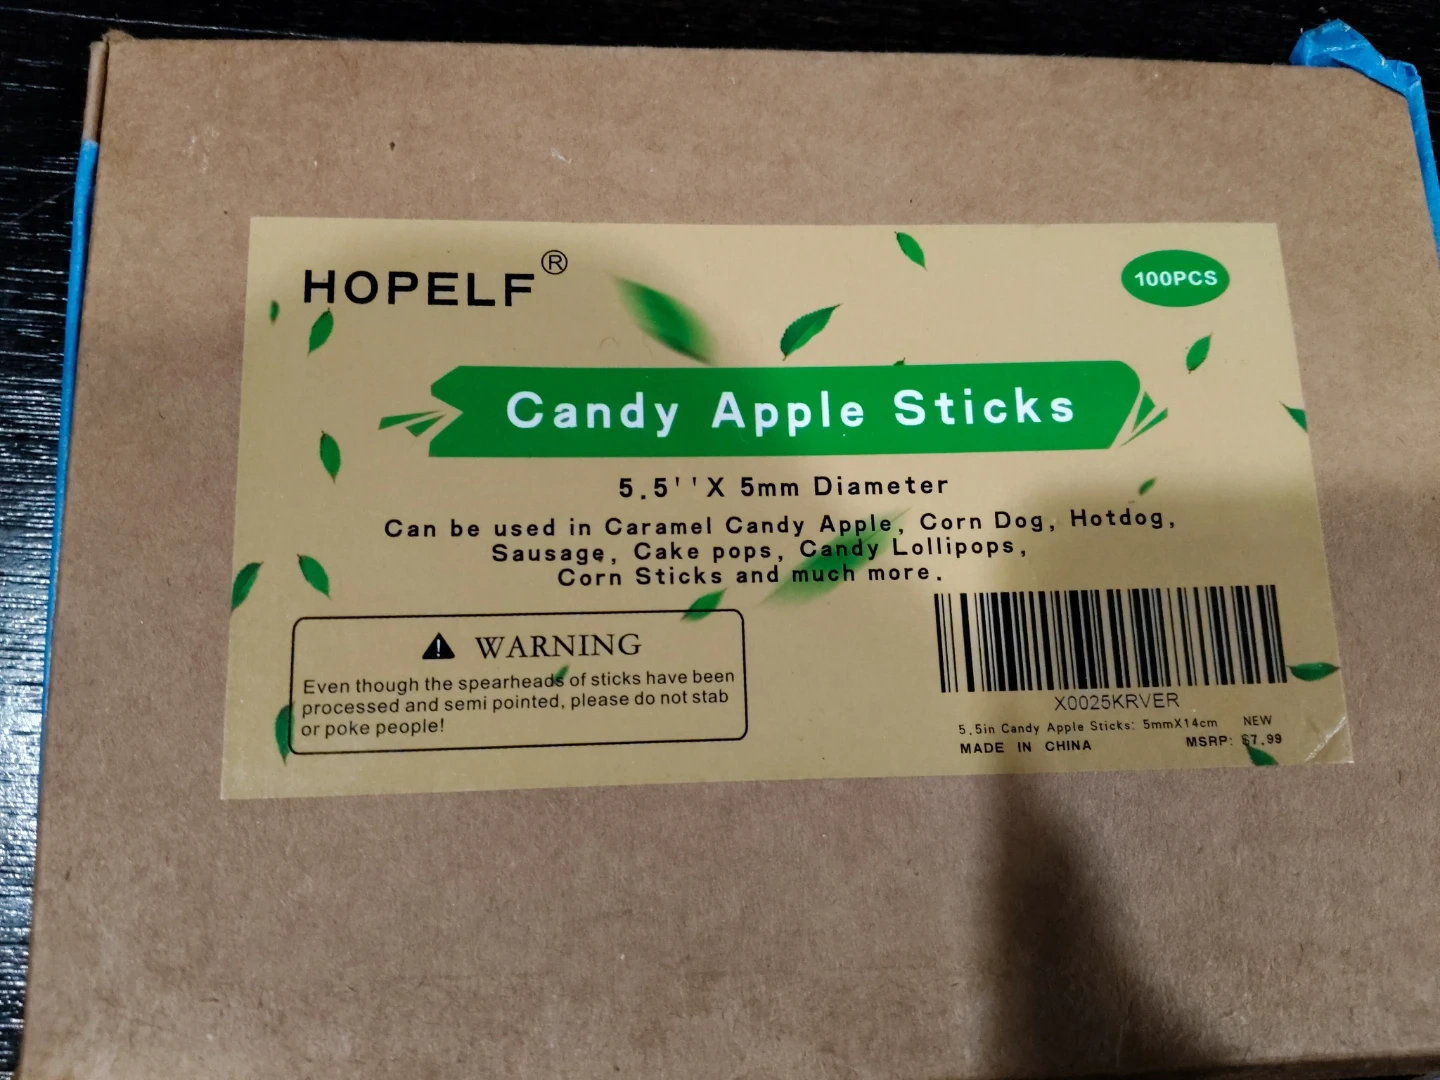 HOPELF®
100PCS
Candy Apple Sticks
5.5''X 5mm Diameter
Can be used in Caramel Candy Apple, Corn Dog, Hotdog,
Sausage, Cake pops, Candy Lollipops,
Corn Sticks and much more.
WARNING
Even though the spearheads of sticks have been
processed and semi pointed, please do not stab
or poke people!
X0025KRVER
5.5in Candy Apple Sticks: 5mmX14cm NEW
MADE IN CHINA MSRP: $7.99